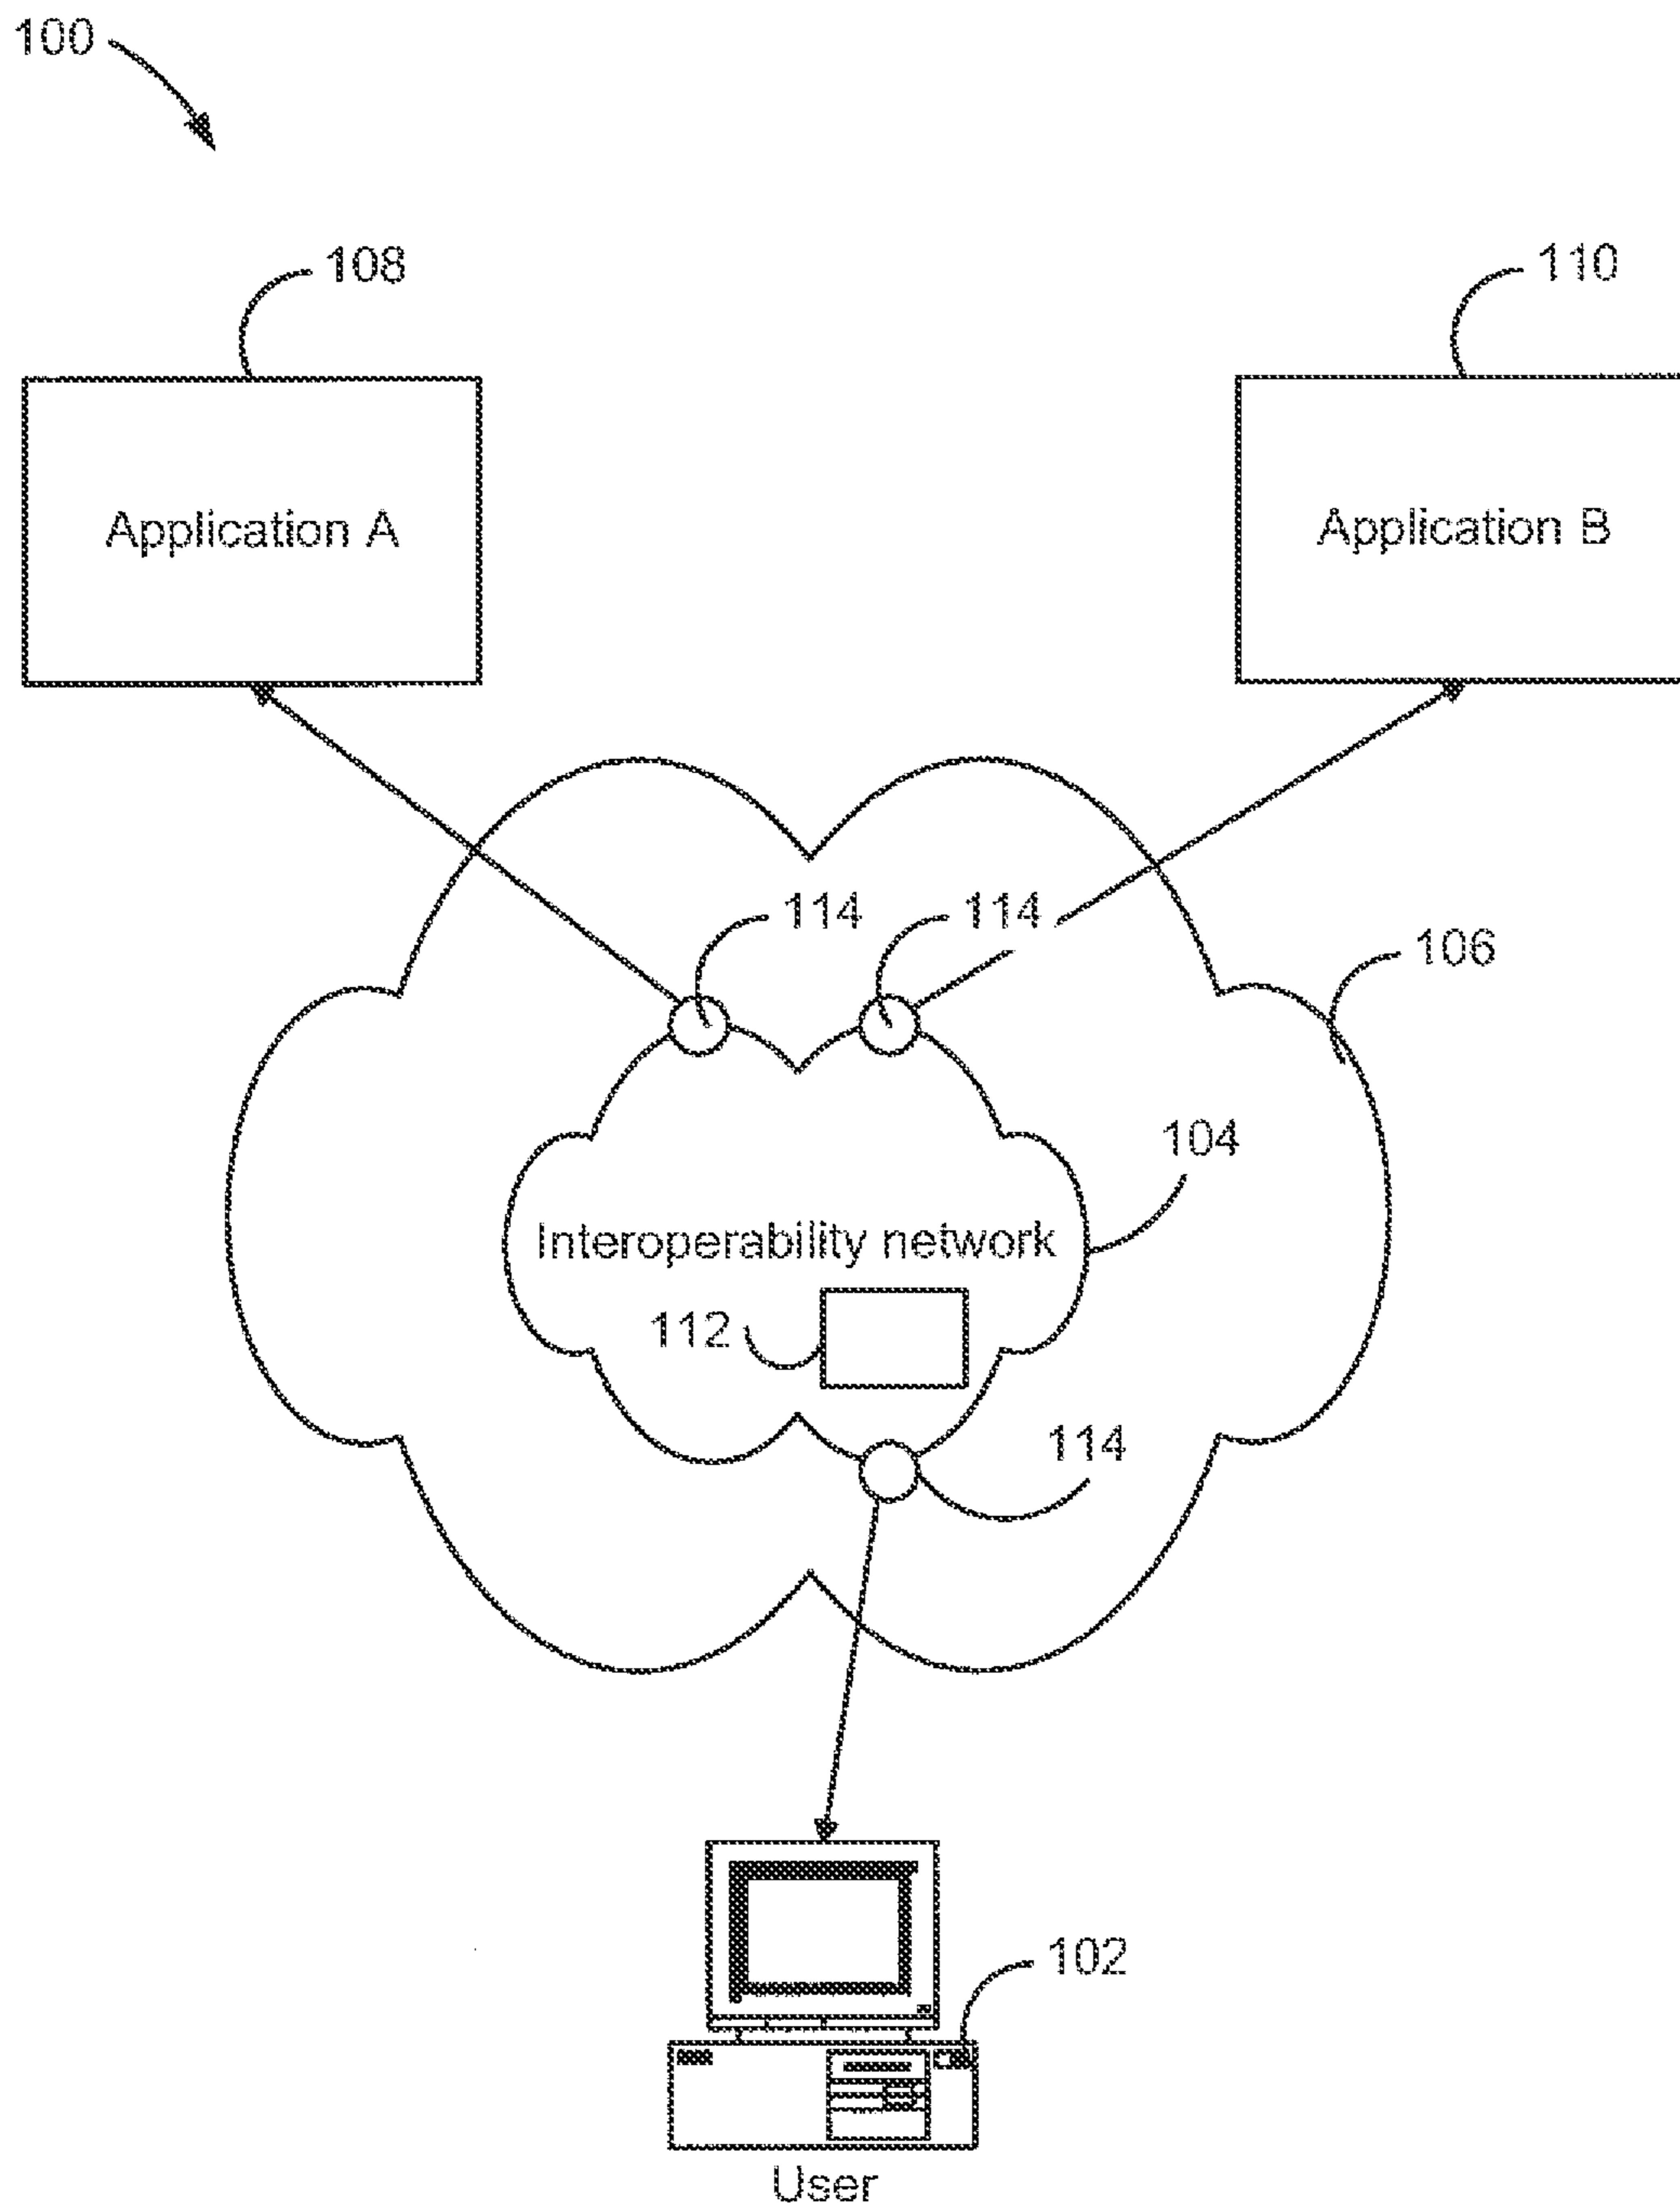 100
108
110
Application A
Application B
114
114
106
104
Interoperability network
112
114
102
User